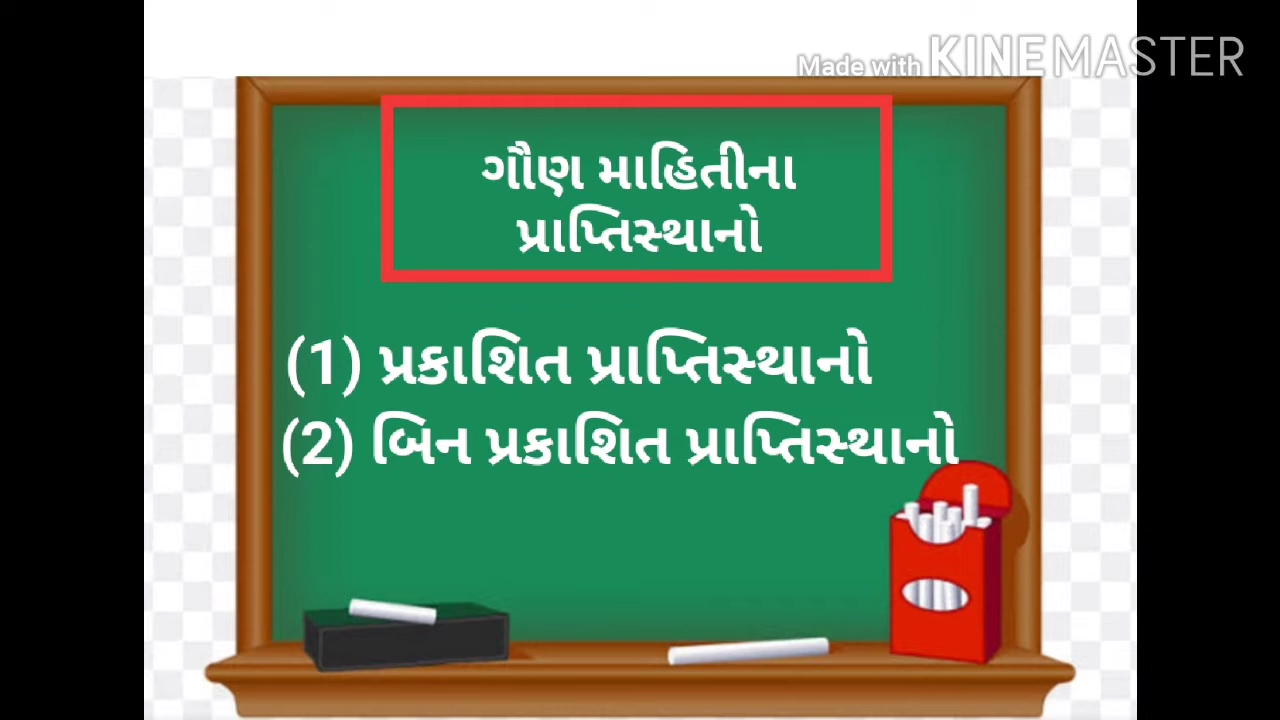 Made with KINEMASTER
ગૌણ માહિતીના
પ્રાપ્તિસ્થાનો
(1) પ્રકાશિત પ્રાપ્તિસ્થાનો
(2) બિન પ્રકાશિત પ્રાપ્તિસ્થાનો